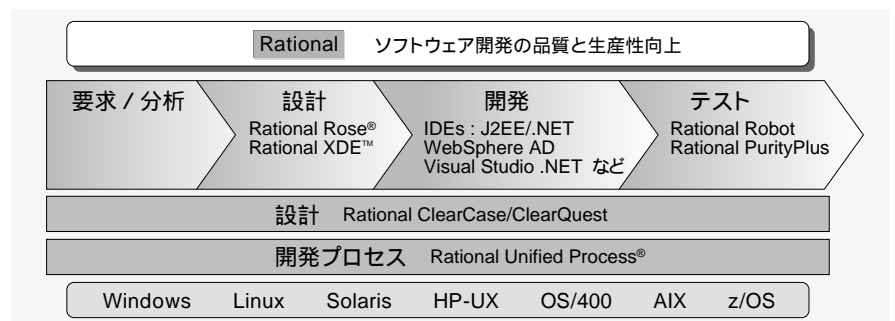 Rational ソフトウェア開発の品質と生産性向上
要求 / 分析
設計
Rational Rose®
Rational XDE™
開発
IDEs : J2EE/.NET
WebSphere AD
Visual Studio .NET など
テスト
Rational Robot
Rational PurityPlus
設計 Rational ClearCase/ClearQuest
開発プロセス Rational Unified Process®
Windows Linux Solaris HP-UX OS/400 AIX z/OS